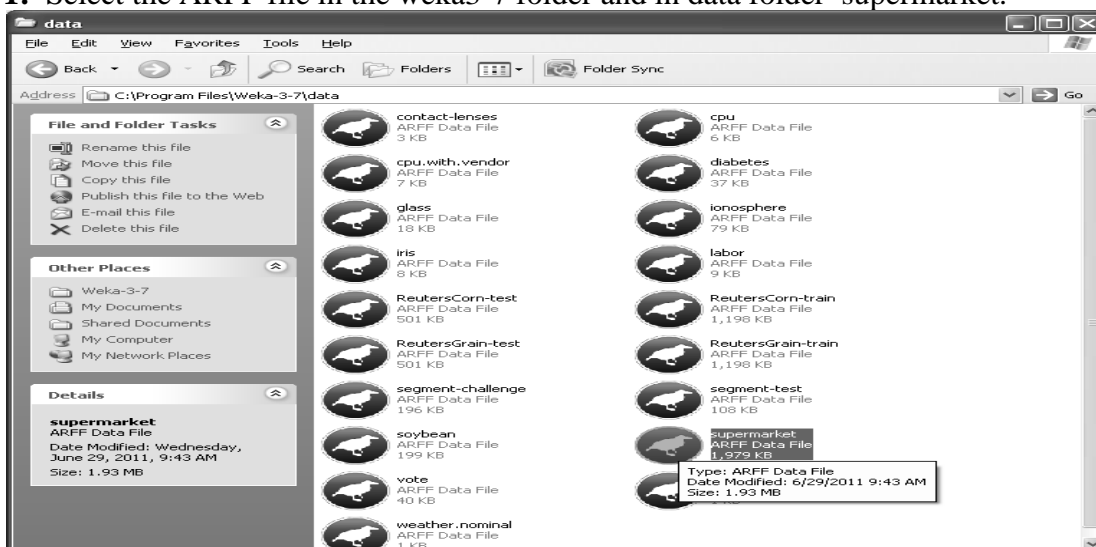 1. Select the ARFF file in the weka3-7 folder and in data folder supermarket.
data
File Edit View Favorites Tools Help
Back Search Folders Folder Sync
Address C:\Program Files\Weka-3-7\data Go
File and Folder Tasks
Rename this file
Move this file
Copy this file
Publish this file to the Web
E-mail this file
Delete this file
Other Places
Weka-3-7
My Documents
Shared Documents
My Computer
My Network Places
Details
supermarket
ARFF Data File
Date Modified: Wednesday,
June 29, 2011, 9:43 AM
Size: 1.93 MB
contact-lenses
ARFF Data File
3 KB
cpu
ARFF Data File
6 KB
cpu.with.vendor
ARFF Data File
7 KB
diabetes
ARFF Data File
37 KB
glass
ARFF Data File
18 KB
ionosphere
ARFF Data File
79 KB
iris
ARFF Data File
8 KB
labor
ARFF Data File
9 KB
ReutersCorn-test
ARFF Data File
501 KB
ReutersCorn-train
ARFF Data File
1,198 KB
ReutersGrain-test
ARFF Data File
501 KB
ReutersGrain-train
ARFF Data File
1,198 KB
segment-challenge
ARFF Data File
196 KB
segment-test
ARFF Data File
108 KB
soybean
ARFF Data File
199 KB
supermarket
ARFF Data File
1,979 KB
Type: ARFF Data File
Date Modified: 6/29/2011 9:43 AM
Size: 1.93 MB
vote
ARFF Data File
40 KB
weather.nominal
ARFF Data File
1 KB